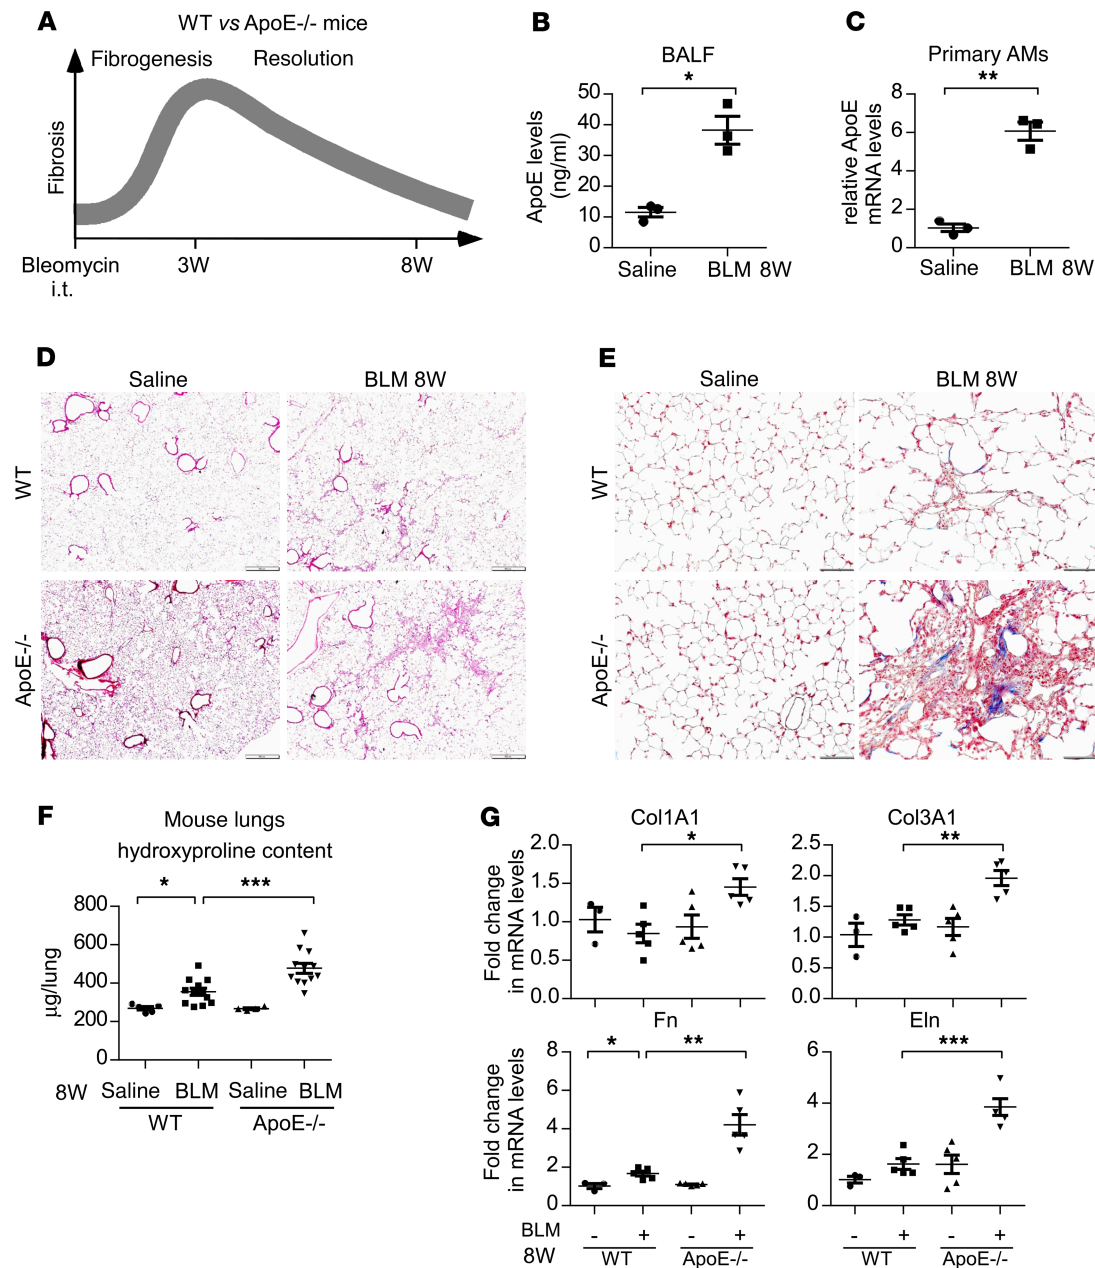 A
WT vs ApoE-/- mice
Fibrogenesis
Resolution
Fibrosis
Bleomycin
i.t.
3W
8W
B
BALF
*
ApoE levels
(ng/ml)
50
40
30
20
10
0
Saline
BLM 8W
C
Primary AMs
**
relative ApoE
mRNA levels
8
6
4
2
0
Saline
BLM 8W
D
Saline
BLM 8W
WT
ApoE-/-
E
Saline
BLM 8W
WT
ApoE-/-
F
Mouse lungs
hydroxyproline content
*
***
µg/lung
800
600
400
200
0
8W
Saline
BLM
Saline
BLM
WT
ApoE-/-
G
Col1A1
*
Fold change
in mRNA levels
2.0
1.5
1.0
0.5
0.0
Col3A1
**
2.5
2.0
1.5
1.0
0.5
0.0
Fn
*
**
Fold change
in mRNA levels
8
6
4
2
0
Eln
***
6
4
2
0
BLM
-
+
-
+
-
+
-
+
8W
WT
ApoE-/-
WT
ApoE-/-